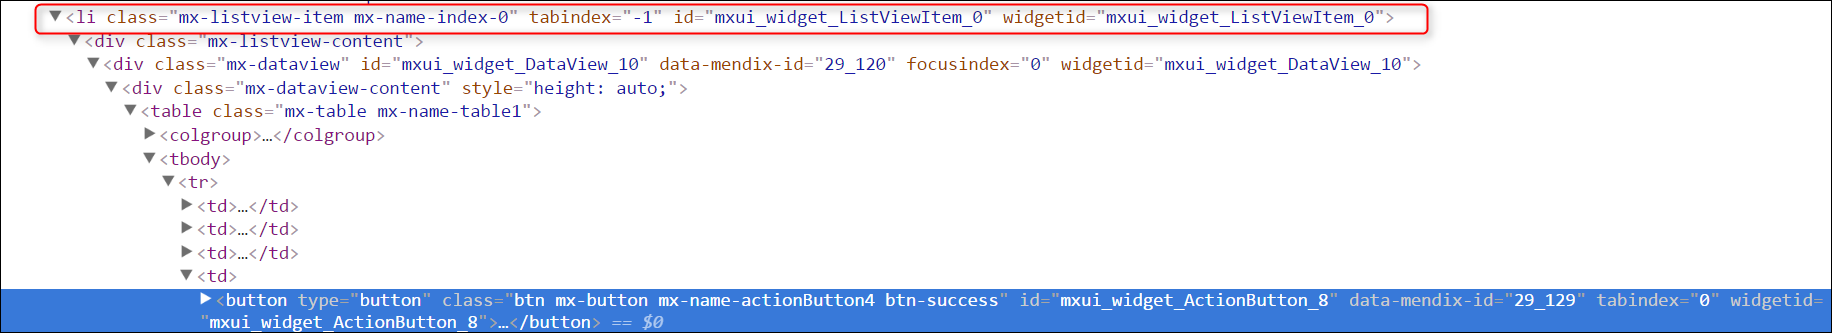 ▼<li class="mx-listview-item mx-name-index-0" tabindex="-1" id="mxui_widget_ListViewItem_0" widgetid="mxui_widget_ListViewItem_0">
▼<div class="mx-listview-content">
▼<div class="mx-dataview" id="mxui_widget_DataView_10" data-mendix-id="29_120" focusindex="0" widgetid="mxui_widget_DataView_10">
▼<div class="mx-dataview-content" style="height: auto;">
▼<table class="mx-table mx-name-table1">
▶<colgroup>…</colgroup>
▼<tbody>
▼<tr>
▶<td>…</td>
▶<td>…</td>
▶<td>…</td>
▼<td>
▶<button type="button" class="btn mx-button mx-name-actionButton4 btn-success" id="mxui_widget_ActionButton_8" data-mendix-id="29_129" tabindex="0" widgetid=
"mxui_widget_ActionButton_8">…</button> == $0